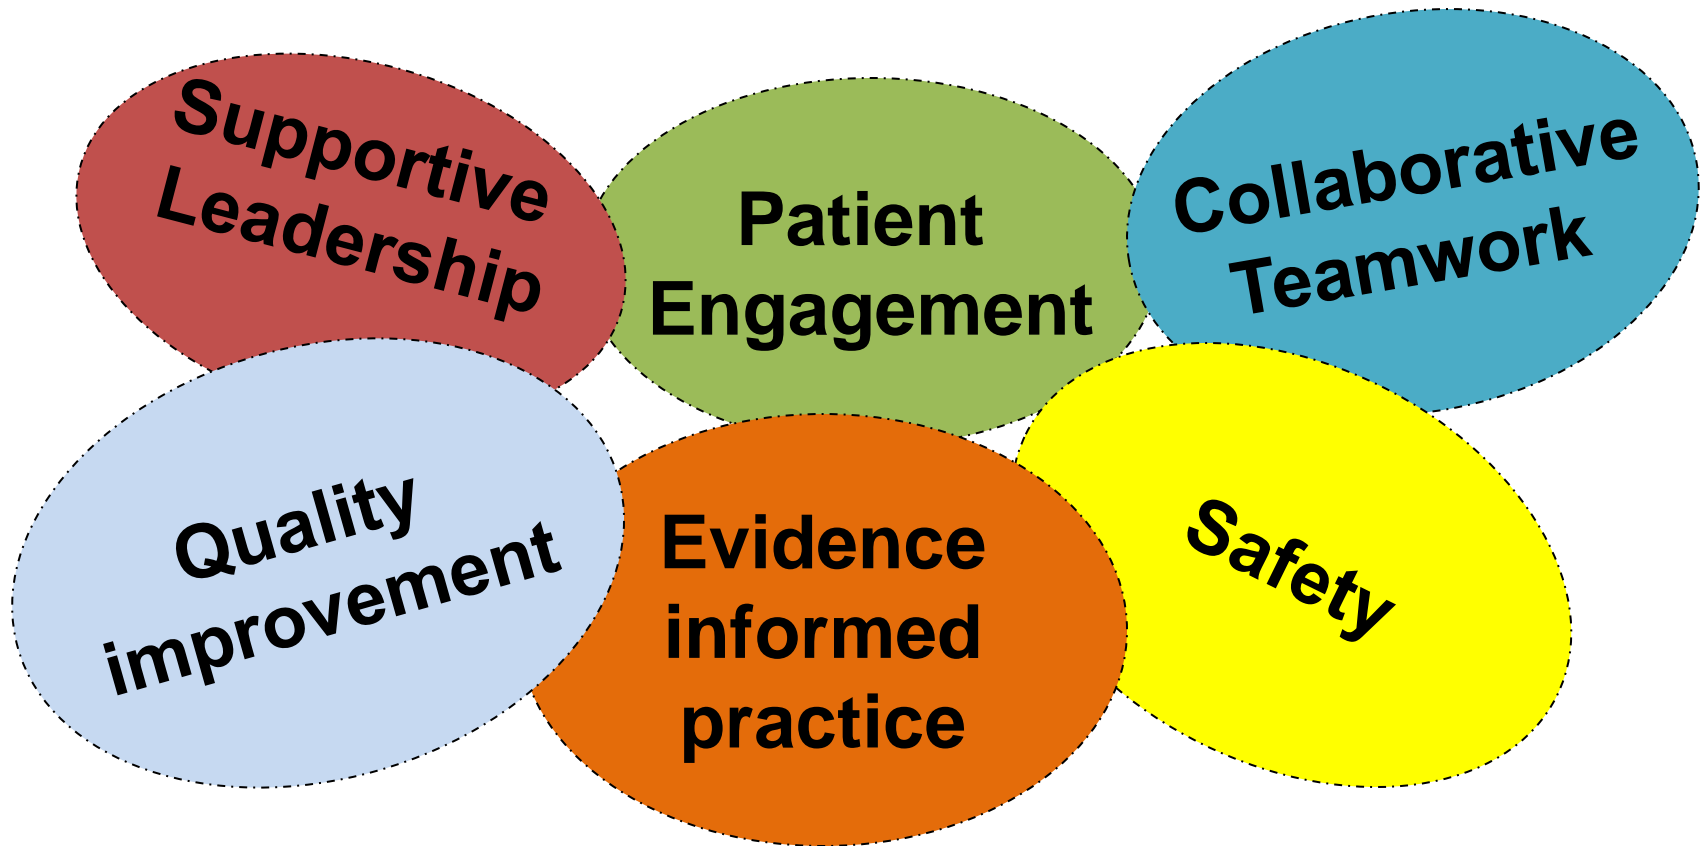 Supportive
Leadership
Patient
Engagement
Collaborative
Teamwork
Quality
improvement
Evidence
informed
practice
Safety